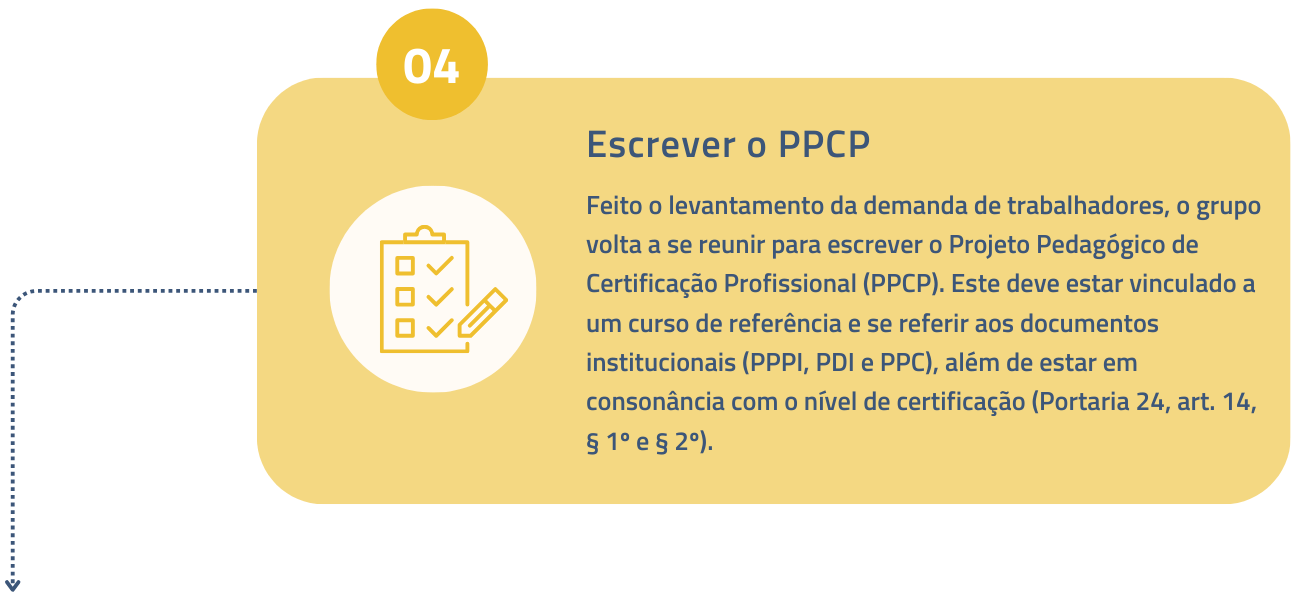 04
Escrever o PPCP
Feito o levantamento da demanda de trabalhadores, o grupo
volta a se reunir para escrever o Projeto Pedagógico de
Certificação Profissional (PPCP). Este deve estar vinculado a
um curso de referência e se referir aos documentos
institucionais (PPPI, PDI e PPC), além de estar em
consonância com o nível de certificação (Portaria 24, art. 14,
§ 1º e § 2º).